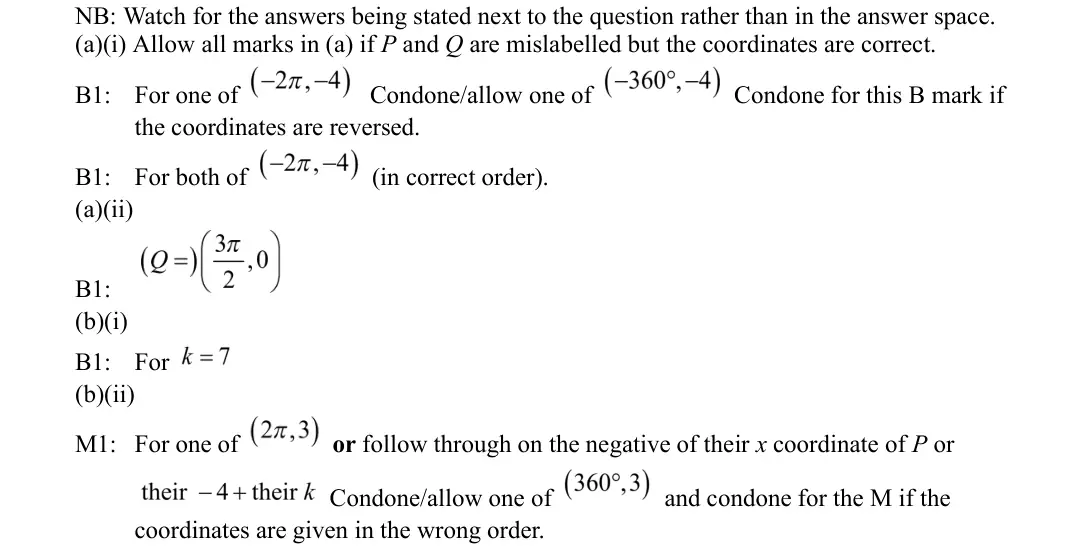 NB: Watch for the answers being stated next to the question rather than in the answer space.
(a)(i) Allow all marks in (a) if P and Q are mislabelled but the coordinates are correct.
B1: For one of (−2π,−4) Condone/allow one of (−360°,−4) Condone for this B mark if
the coordinates are reversed.
B1: For both of (−2π,−4) (in correct order).
(a)(ii)
B1: (Q=)(3π/2,0)
(b)(i)
B1: For k = 7
(b)(ii)
M1: For one of (2π,3) or follow through on the negative of their x coordinate of P or
their −4+their k Condone/allow one of (360°,3) and condone for the M if the
coordinates are given in the wrong order.